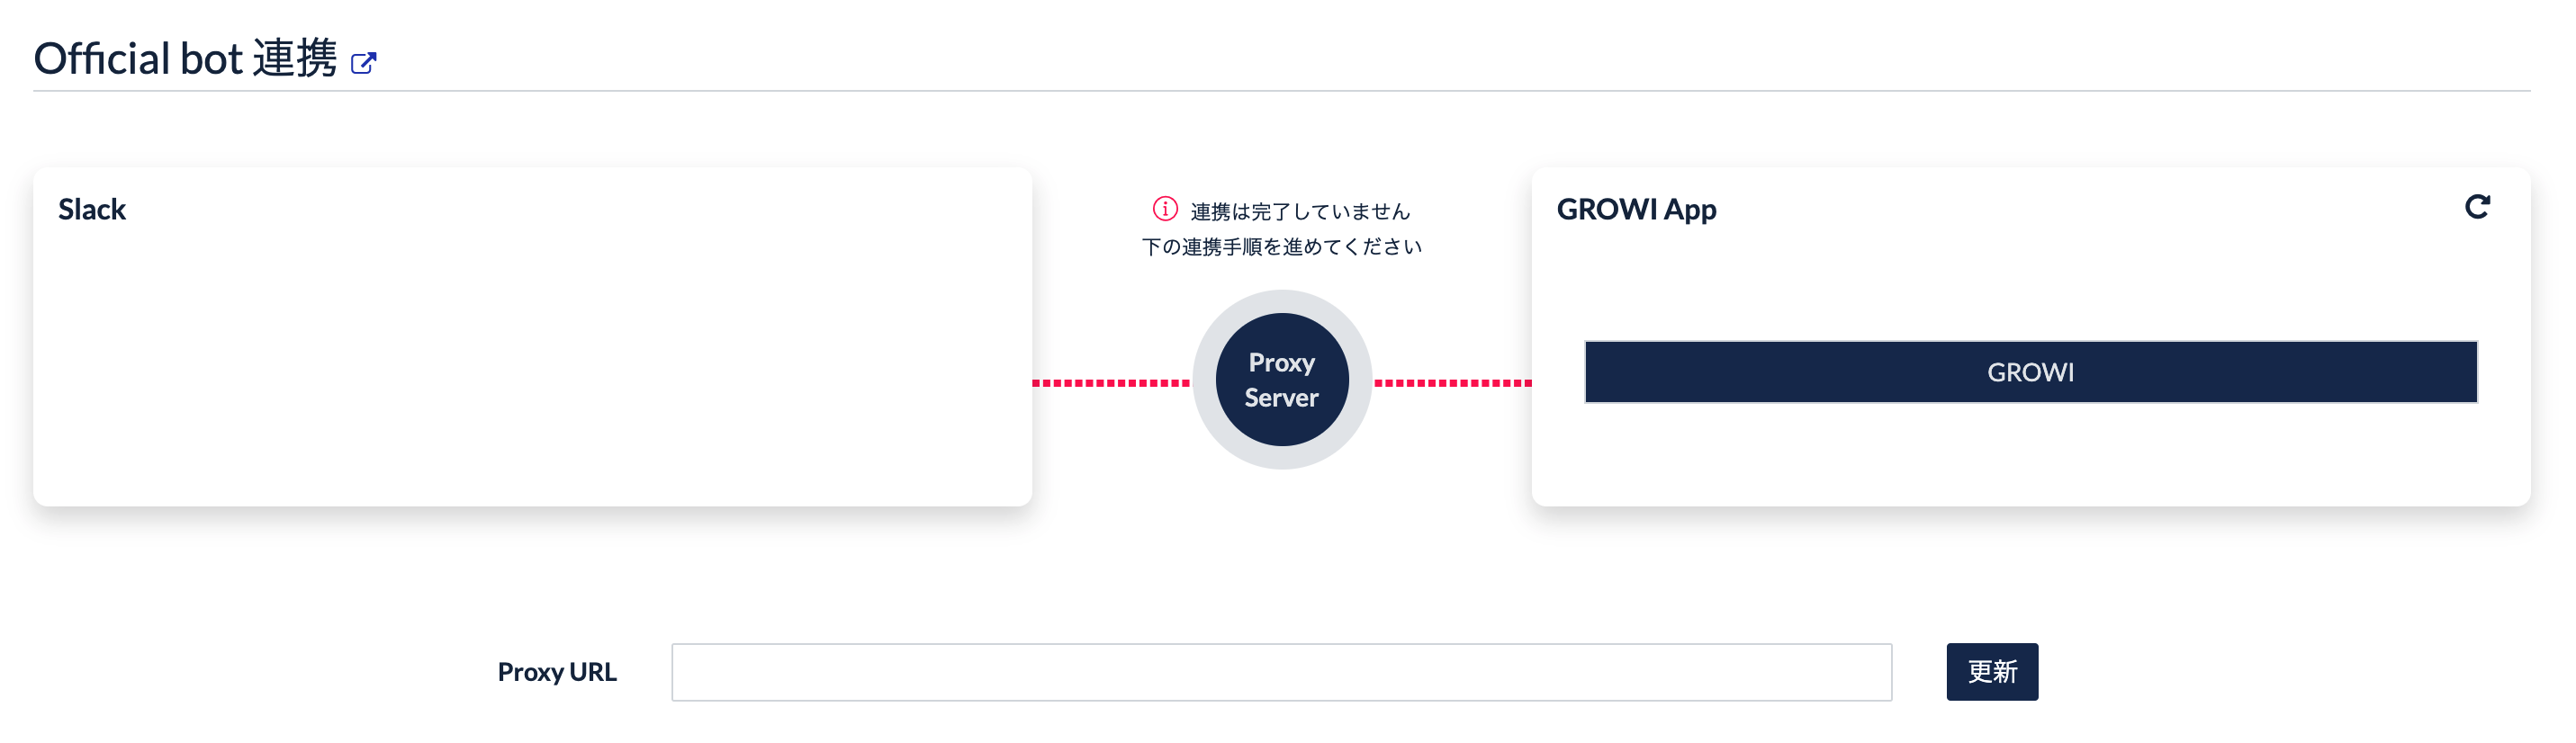 Official bot 連携
Slack
連携は完了していません
下の連携手順を進めてください
Proxy
Server
GROWI App
GROWI
Proxy URL
更新